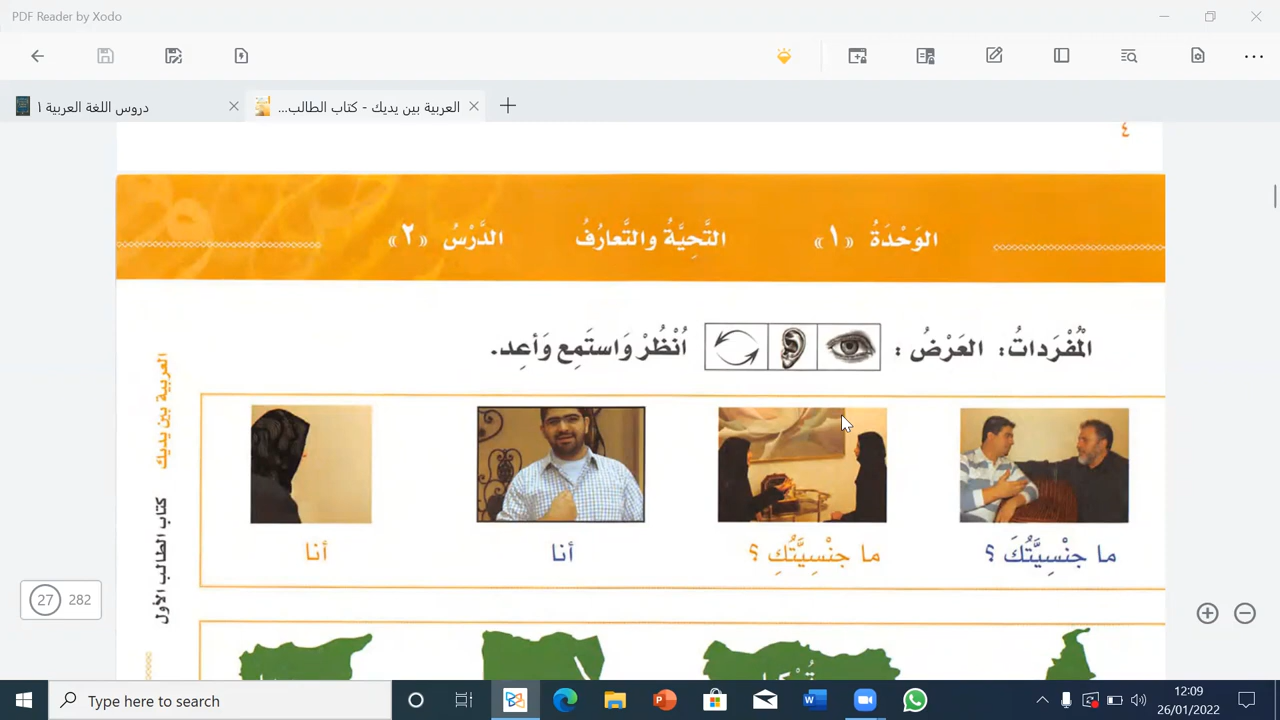 PDF Reader by Xodo
دروس اللغة العربية ١
العربية بين يديك - كتاب الطالب...
٤
الوَحْدَةُ «١» التَّحِيَّةُ والتَّعارُفُ الدَّرْسُ «٢»
الْمُفْرَداتُ: العَرْضُ: اُنْظُرْ وَاستَمِع وَأعِد.
ما جِنْسِيَّتُكَ ؟
ما جِنْسِيَّتُكِ ؟
أنا
أنا
العربية بين يديك
كتاب الطالب الأول
27 282
Type here to search
12:09
26/01/2022